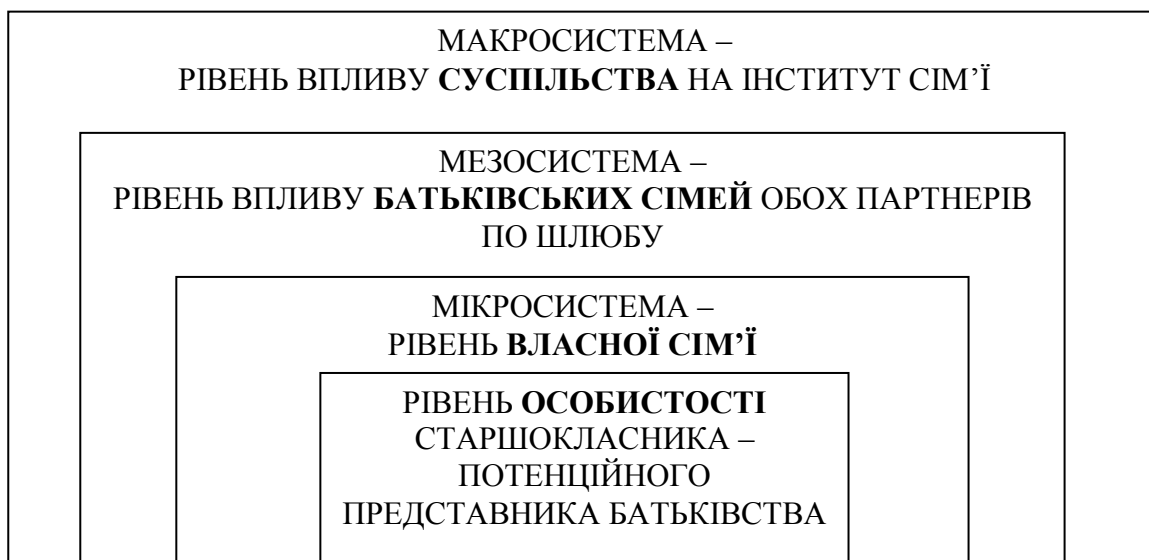 МАКРОСИСТЕМА –
РІВЕНЬ ВПЛИВУ СУСПІЛЬСТВА НА ІНСТИТУТ СІМ’Ї
МЕЗОСИСТЕМА –
РІВЕНЬ ВПЛИВУ БАТЬКІВСЬКИХ СІМЕЙ ОБОХ ПАРТНЕРІВ
ПО ШЛЮБУ
МІКРОСИСТЕМА –
РІВЕНЬ ВЛАСНОЇ СІМ’Ї
РІВЕНЬ ОСОБИСТОСТІ
СТАРШОКЛАСНИКА –
ПОТЕНЦІЙНОГО
ПРЕДСТАВНИКА БАТЬКІВСТВА